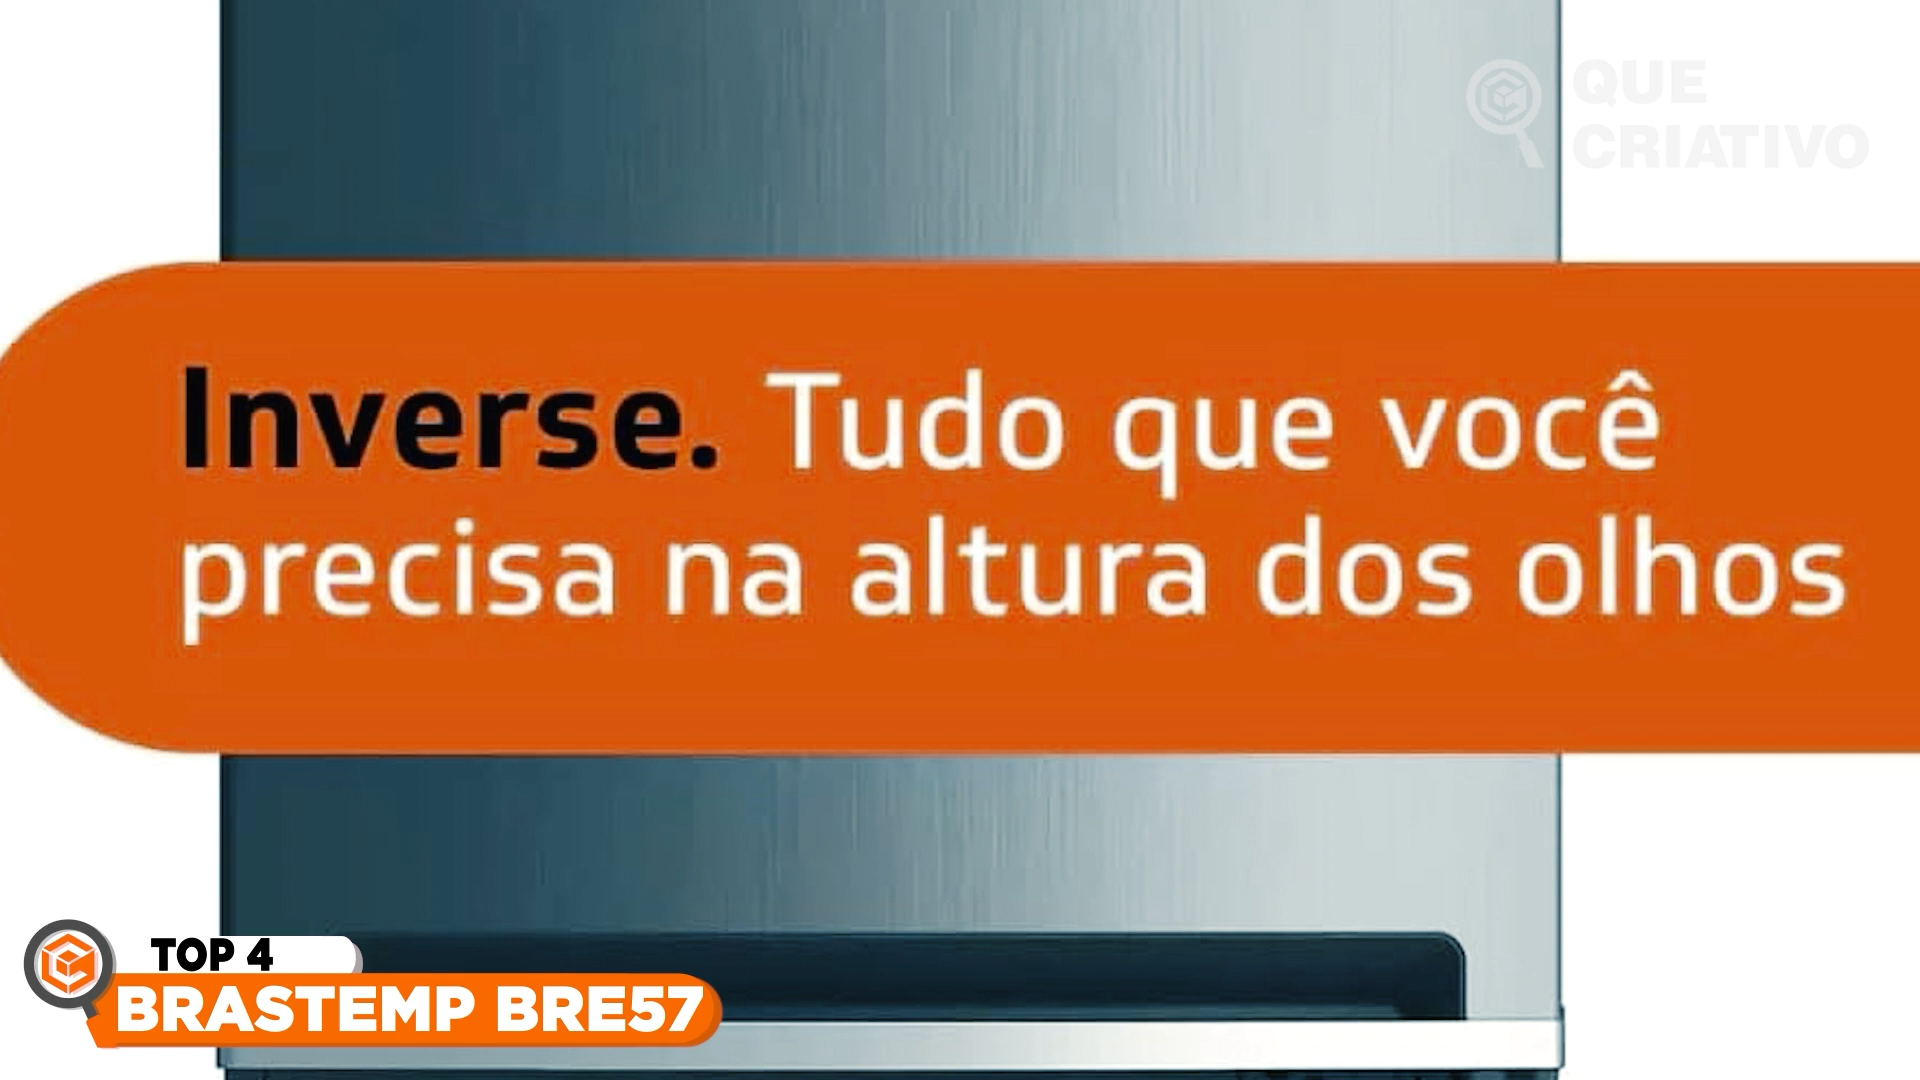 QUE
CRIATIVO
Inverse. Tudo que você
precisa na altura dos olhos
TOP 4
BRASTEMP BRE57